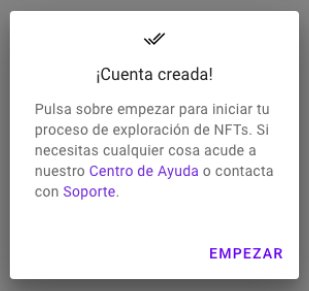 ¡Cuenta creada!
Pulsa sobre empezar para iniciar tu
proceso de exploración de NFTs. Si
necesitas cualquier cosa acude a
nuestro Centro de Ayuda o contacta
con Soporte.
EMPEZAR